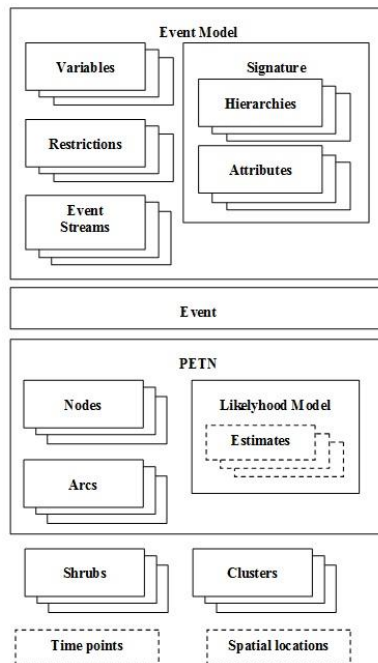 Event Model
Variables
Signature
Hierarchies
Restrictions
Attributes
Event
Streams
Event
PETN
Nodes
Likelyhood Model
Estimates
Arcs
Shrubs
Clusters
Time points
Spatial locations